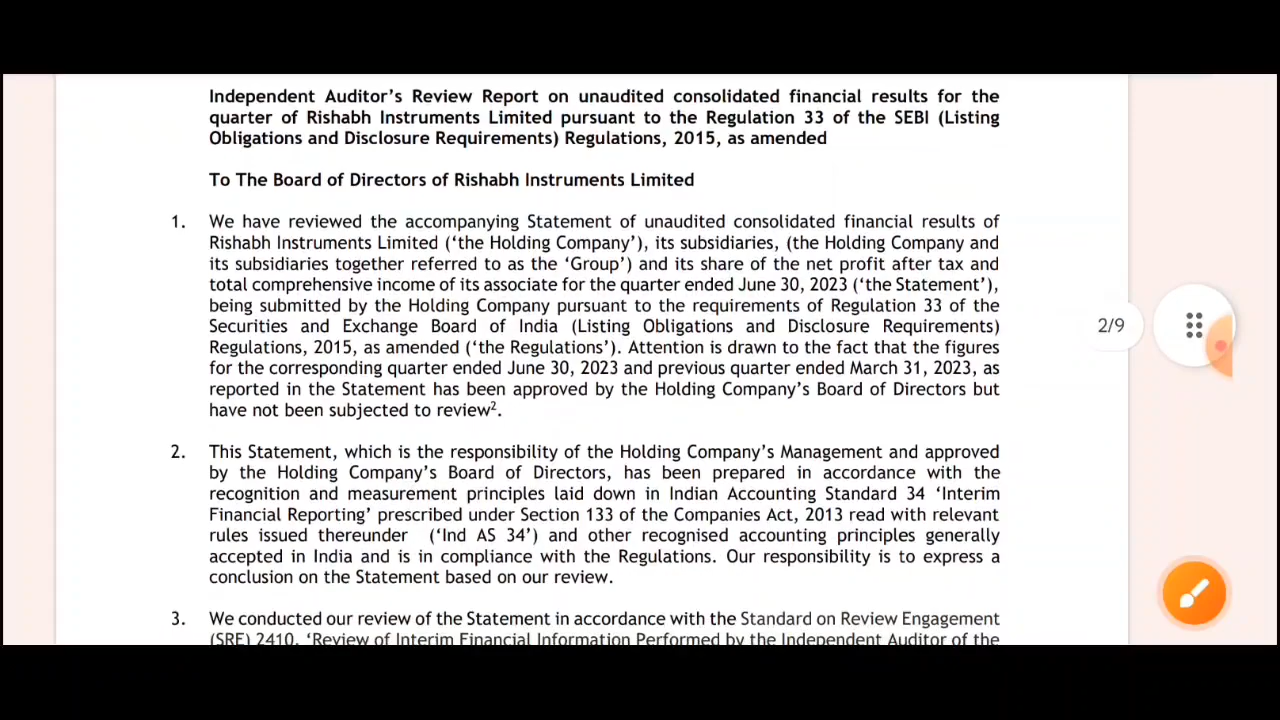 Independent Auditor's Review Report on unaudited consolidated financial results for the
quarter of Rishabh Instruments Limited pursuant to the Regulation 33 of the SEBI (Listing
Obligations and Disclosure Requirements) Regulations, 2015, as amended
To The Board of Directors of Rishabh Instruments Limited
1. We have reviewed the accompanying Statement of unaudited consolidated financial results of
Rishabh Instruments Limited ('the Holding Company'), its subsidiaries, (the Holding Company and
its subsidiaries together referred to as the 'Group') and its share of the net profit after tax and
total comprehensive income of its associate for the quarter ended June 30, 2023 ('the Statement'),
being submitted by the Holding Company pursuant to the requirements of Regulation 33 of the
Securities and Exchange Board of India (Listing Obligations and Disclosure Requirements)
Regulations, 2015, as amended ('the Regulations'). Attention is drawn to the fact that the figures
for the corresponding quarter ended June 30, 2023 and previous quarter ended March 31, 2023, as
reported in the Statement has been approved by the Holding Company's Board of Directors but
have not been subjected to review².
2/9
2. This Statement, which is the responsibility of the Holding Company's Management and approved
by the Holding Company's Board of Directors, has been prepared in accordance with the
recognition and measurement principles laid down in Indian Accounting Standard 34 'Interim
Financial Reporting' prescribed under Section 133 of the Companies Act, 2013 read with relevant
rules issued thereunder ('Ind AS 34') and other recognised accounting principles generally
accepted in India and is in compliance with the Regulations. Our responsibility is to express a
conclusion on the Statement based on our review.
3. We conducted our review of the Statement in accordance with the Standard on Review Engagement
(SRE) 2410, 'Review of Interim Financial Information Performed by the Independent Auditor of the